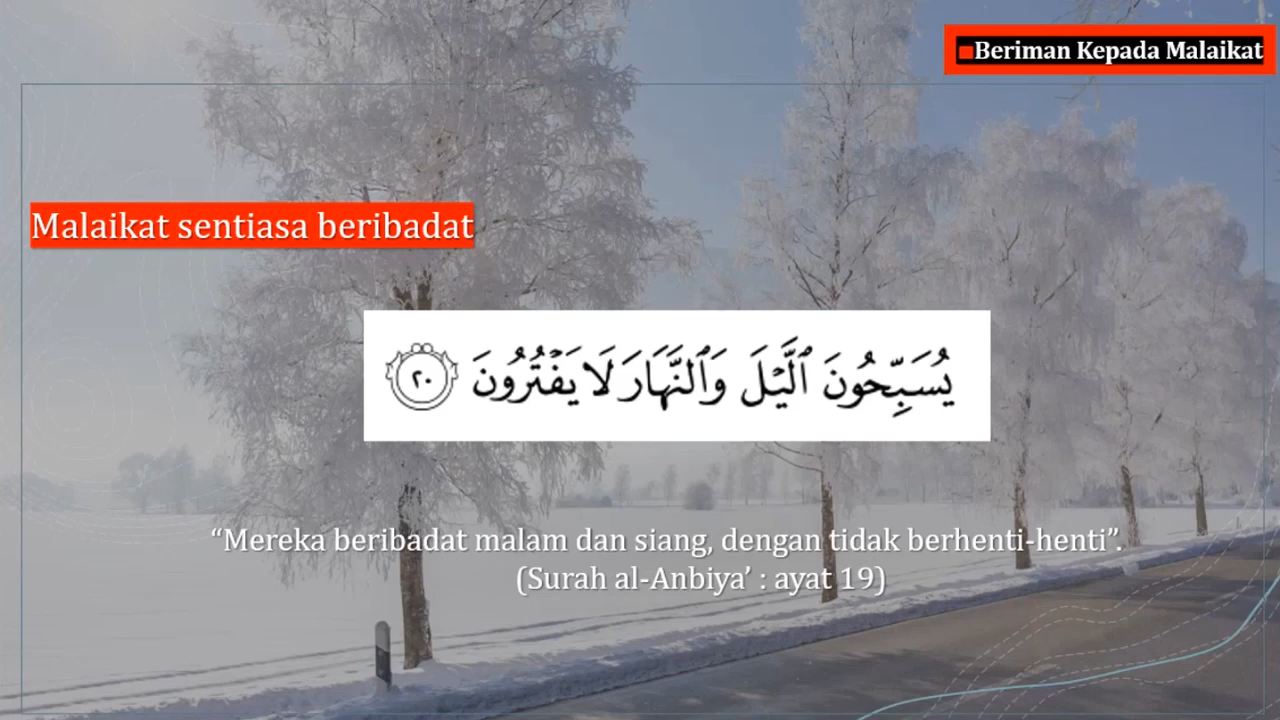 ▪Beriman Kepada Malaikat
Malaikat sentiasa beribadat
يُسَبِّحُونَ ٱلَّيْلَ وَٱلنَّهَارَ لَا يَفْتُرُونَ ٢٠
“Mereka beribadat malam dan siang, dengan tidak berhenti-henti”.
(Surah al-Anbiya’ : ayat 19)